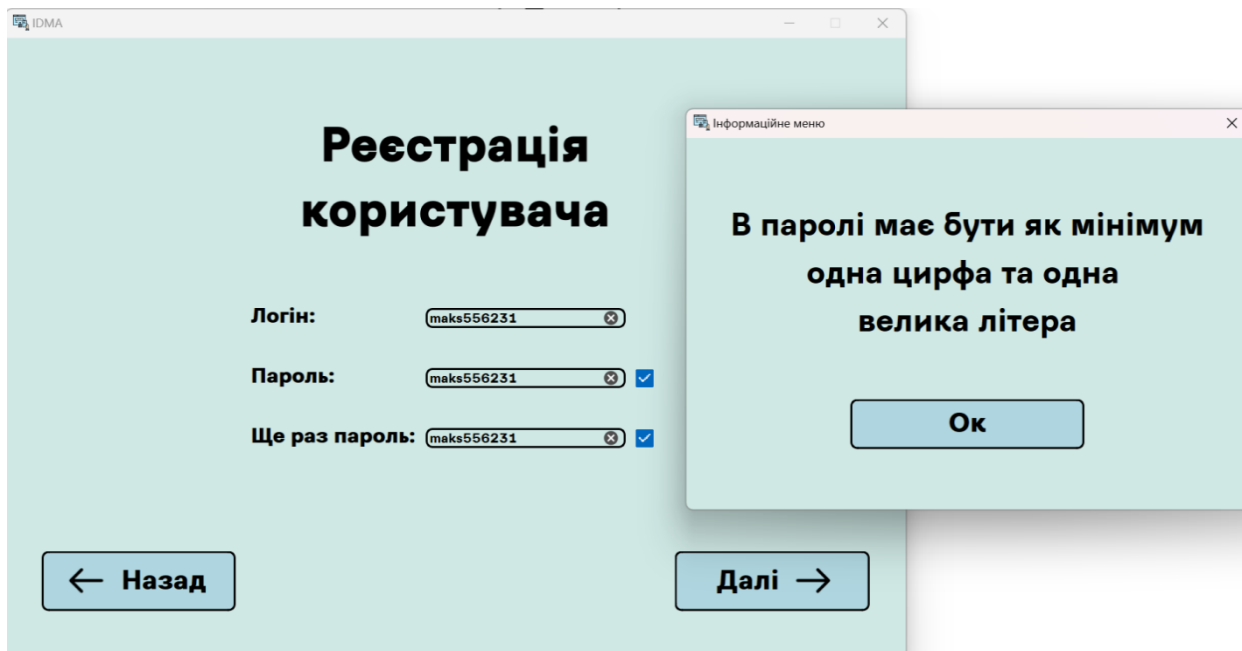 IDMA
Реєстрація
користувача
Логін:
maks556231
Пароль:
maks556231
Ще раз пароль:
maks556231
← Назад
Далі →
Інформаційне меню
В паролі має бути як мінімум
одна цирфа та одна
велика літера
Ок